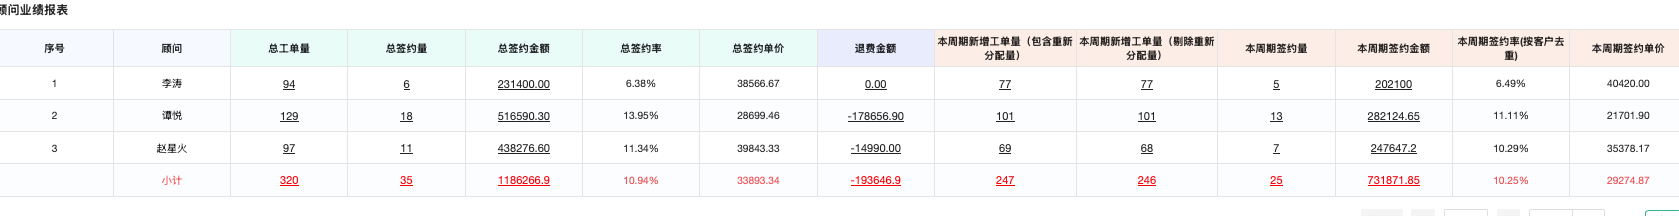 顾问业绩报表
序号 顾问 总工单量 总签约量 总签约金额 总签约率 总签约单价 退费金额 本周期新增工单量（包含重新分配量） 本周期新增工单量（剔除重新分配量） 本周期签约量 本周期签约金额 本周期签约率(按客户去重) 本周期签约单价
1 李涛 94 6 231400.00 6.38% 38566.67 0.00 77 77 5 202100 6.49% 40420.00
2 谭悦 129 18 516590.30 13.95% 28699.46 -178656.90 101 101 13 282124.65 11.11% 21701.90
3 赵星火 97 11 438276.60 11.34% 39843.33 -14990.00 69 68 7 247647.2 10.29% 35378.17
小计 320 35 1186266.9 10.94% 33893.34 -193646.9 247 246 25 731871.85 10.25% 29274.87